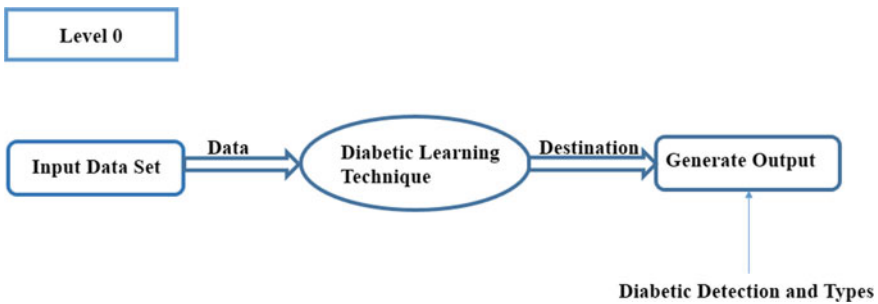 Level 0
Data
Destination
Input Data Set
Diabetic Learning
Technique
Generate Output
Diabetic Detection and Types